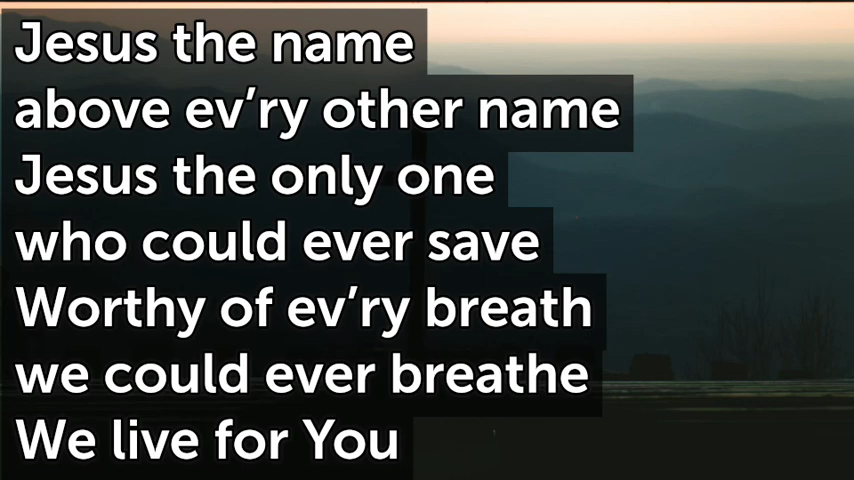 Jesus the name
above ev’ry other name
Jesus the only one
who could ever save
Worthy of ev’ry breath
we could ever breathe
We live for You